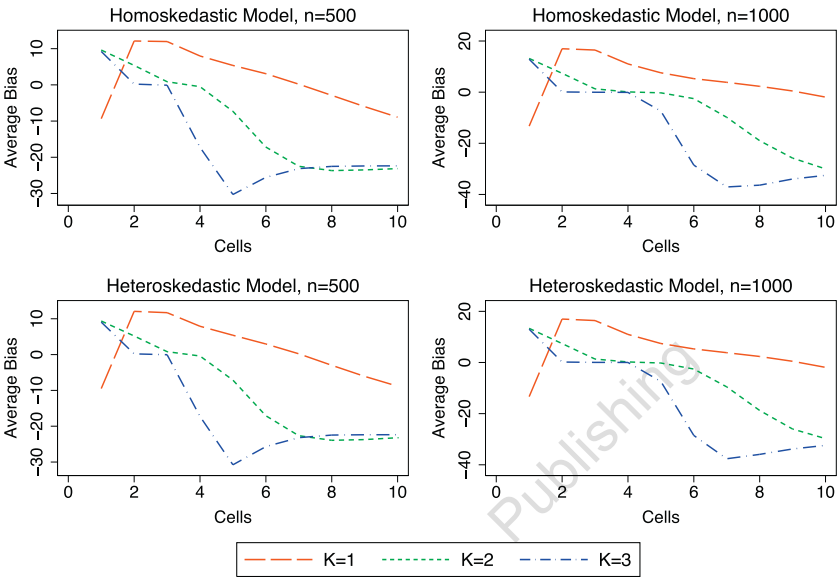 Homoskedastic Model, n=500
Average Bias
10
0
-10
-20
-30
0 2 4 6 8 10
Cells
Homoskedastic Model, n=1000
Average Bias
20
0
-20
-40
0 2 4 6 8 10
Cells
Heteroskedastic Model, n=500
Average Bias
10
0
-10
-20
-30
0 2 4 6 8 10
Cells
Heteroskedastic Model, n=1000
Average Bias
20
0
-20
-40
0 2 4 6 8 10
Cells
Publishing
K=1 K=2 K=3